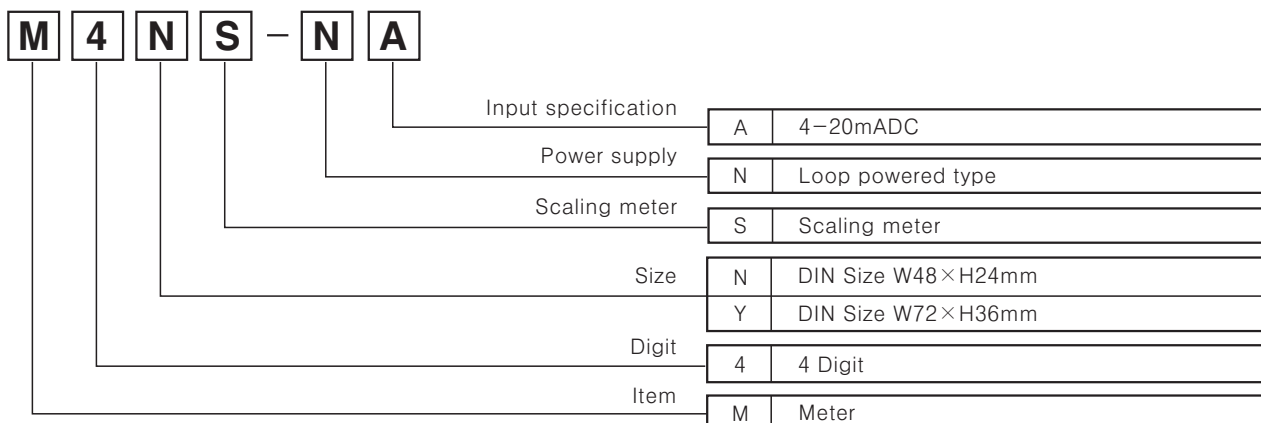 M 4 N S - N A
Input specification
A 4-20mADC
Power supply
N Loop powered type
Scaling meter
S Scaling meter
Size
N DIN Size W48×H24mm
Y DIN Size W72×H36mm
Digit
4 4 Digit
Item
M Meter